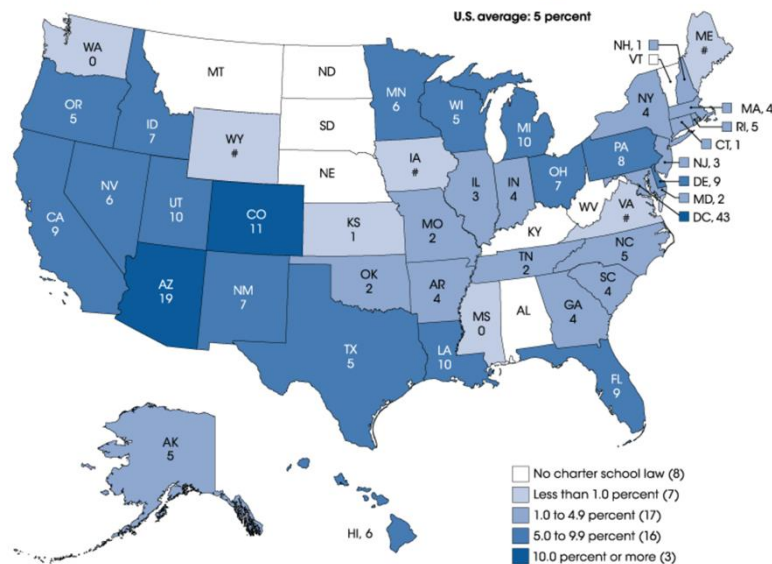 U.S. average: 5 percent
WA
0
MT
ND
MN
6
OR
5
ID
7
WY
#
SD
WI
5
MI
10
NY
4
NH, 1
VT
ME
#
MA, 4
RI, 5
CT, 1
NJ, 3
DE, 9
MD, 2
DC, 43
PA
8
NE
IA
#
NV
6
UT
10
CO
11
CA
9
KS
1
MO
2
IL
3
IN
4
OH
7
WV
VA
#
KY
NC
5
TN
2
SC
4
AZ
19
NM
7
OK
2
AR
4
MS
0
AL
GA
4
TX
5
LA
10
FL
9
AK
5
HI, 6
No charter school law (8)
Less than 1.0 percent (7)
1.0 to 4.9 percent (17)
5.0 to 9.9 percent (16)
10.0 percent or more (3)